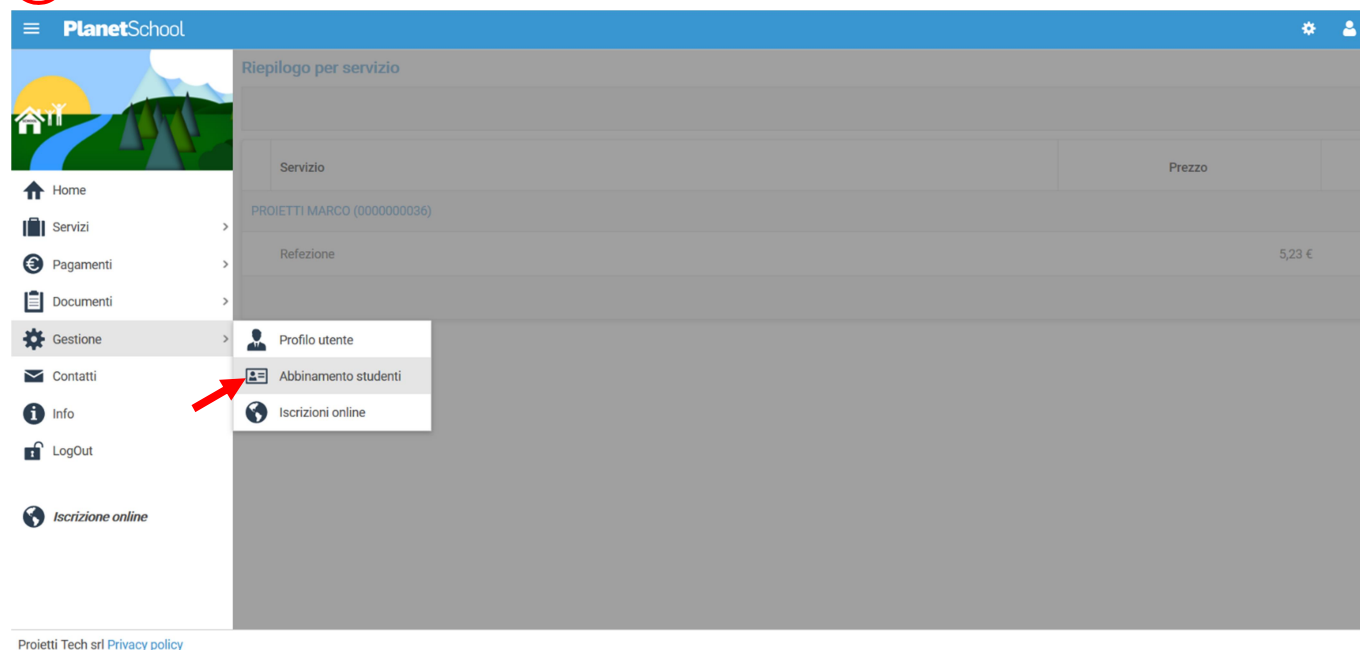 PlanetSchool
Riepilogo per servizio
Servizio Prezzo
PROIETTI MARCO (0000000036)
Refezione 5,23 €
Home
Servizi
Pagamenti
Documenti
Gestione
Contatti
Info
LogOut
Iscrizione online
Profilo utente
Abbinamento studenti
Iscrizioni online
Proietti Tech srl Privacy policy